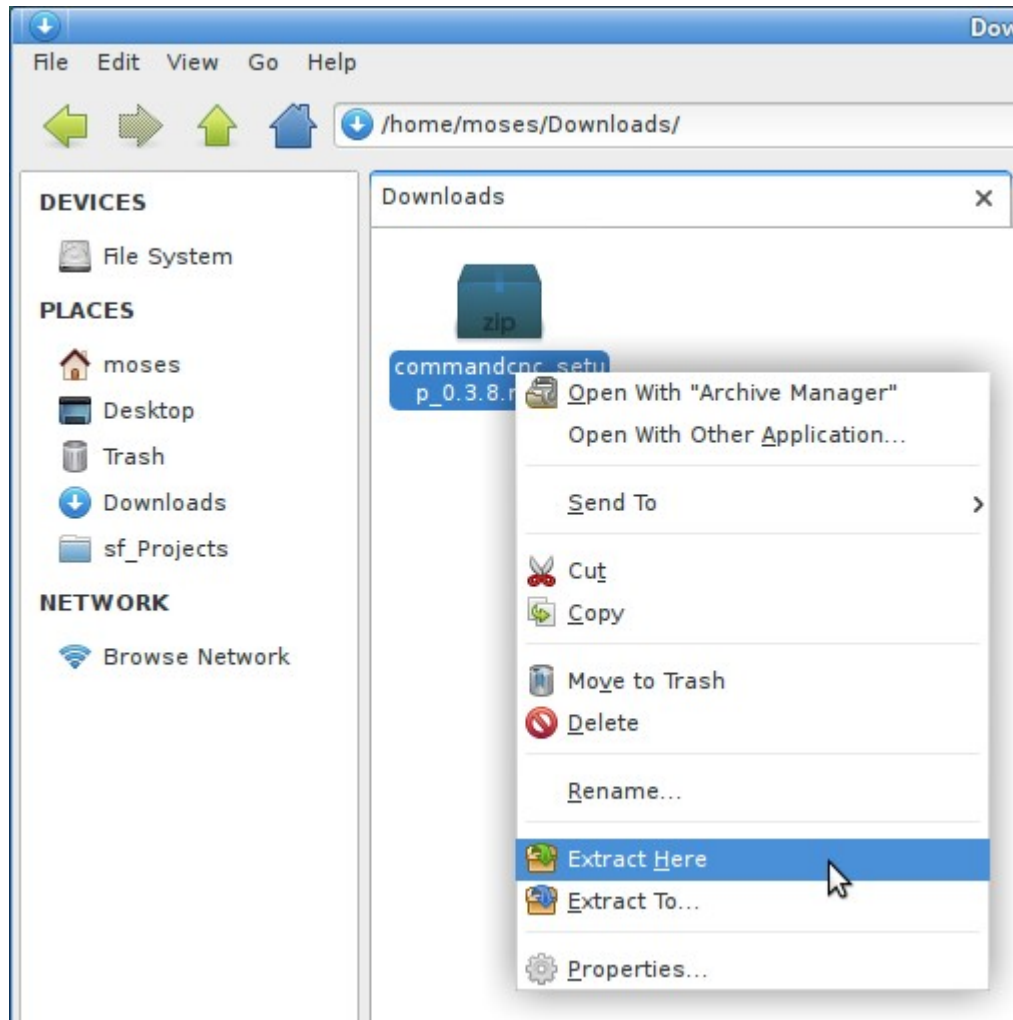 Dow
File Edit View Go Help
/home/moses/Downloads/
DEVICES
File System
PLACES
moses
Desktop
Trash
Downloads
sf_Projects
NETWORK
Browse Network
Downloads
zip
commandcnc_setu
p_0.3.8.
Open With "Archive Manager"
Open With Other Application...
Send To
Cut
Copy
Move to Trash
Delete
Rename...
Extract Here
Extract To...
Properties...